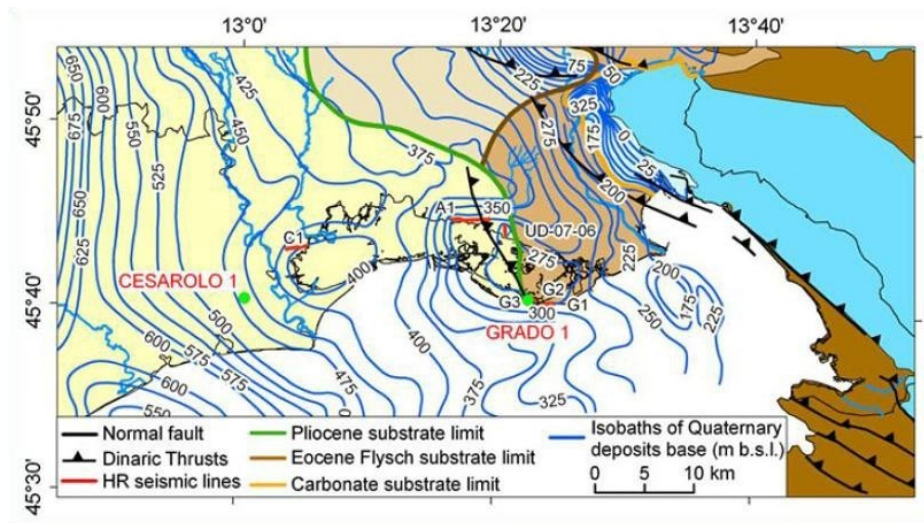 13°0' 13°20' 13°40'
45°50'
45°40'
45°30'
650
600
675
550
525
650
625
425
450
225
75
50
325
175
0
25
275
200
375
A1 350
UD-07-06
C1
275
225
400
CESAROLO 1
G2
G3 G1
300
GRADO 1
200
175
250
225
500
600
575
575
600
550
475
400
375
325
Normal fault
Dinaric Thrusts
HR seismic lines
Pliocene substrate limit
Eocene Flysch substrate limit
Carbonate substrate limit
Isobaths of Quaternary
deposits base (m b.s.l.)
0 5 10 km